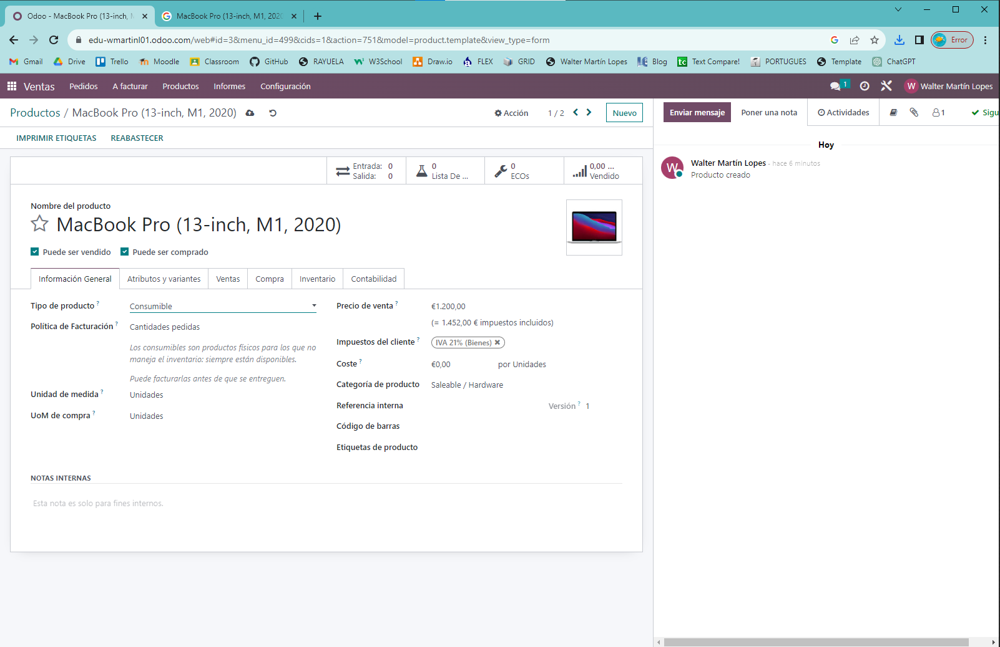 Odoo - MacBook Pro (13-inch, M
MacBook Pro (13-inch, M1, 2020
edu-wmartinl01.odoo.com/web#id=3&menu_id=499&cids=1&action=751&model=product.template&view_type=form
Error
Gmail Drive Trello Moodle Classroom GitHub RAYUELA W3School Draw.io FLEX GRID Walter Martín Lopes Blog Text Compare! PORTUGUES Template ChatGPT
Ventas Pedidos A facturar Productos Informes Configuración 1 W Walter Martín Lopes
Productos / MacBook Pro (13-inch, M1, 2020) Acción 1 / 2 Nuevo
Enviar mensaje Poner una nota Actividades 1 Sigu
IMPRIMIR ETIQUETAS REABASTECER
Hoy
Entrada: 0
Salida: 0
0
Lista De ...
0
ECOs
0,00 ...
Vendido
W
Walter Martín Lopes - hace 6 minutos
Producto creado
Nombre del producto
MacBook Pro (13-inch, M1, 2020)
Puede ser vendido Puede ser comprado
Información General Atributos y variantes Ventas Compra Inventario Contabilidad
Tipo de producto ? Consumible
Política de Facturación ? Cantidades pedidas
Los consumibles son productos físicos para los que no
maneja el inventario: siempre están disponibles.
Puede facturarlas antes de que se entreguen.
Unidad de medida ? Unidades
UoM de compra ? Unidades
Precio de venta ? €1.200,00
(= 1.452,00 € impuestos incluidos)
Impuestos del cliente ? IVA 21% (Bienes)
Coste ? €0,00 por Unidades
Categoría de producto Saleable / Hardware
Referencia interna Versión ? 1
Código de barras
Etiquetas de producto
NOTAS INTERNAS
Esta nota es solo para fines internos.